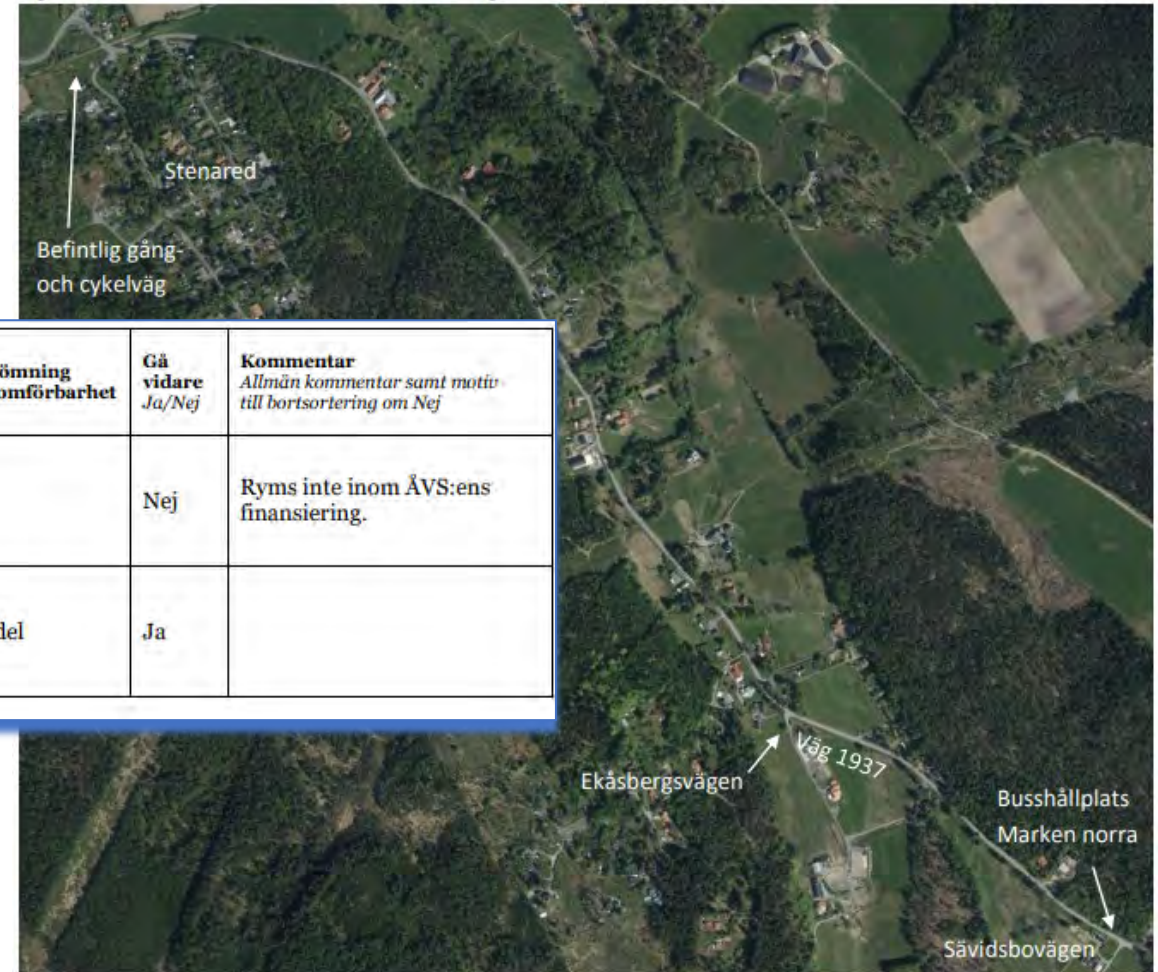 Stenared
Befintlig gång-
och cykelväg
Gå
vidare
Ja/Nej
Kommentar
Allmän kommentar samt motiv
till bortsortering om Nej
Nej
Ryms inte inom ÅVS:ens
finansiering.
Ja
Ekåsbergsvägen
Väg 1937
Busshållplats
Marken norra
Sävidsbovägen